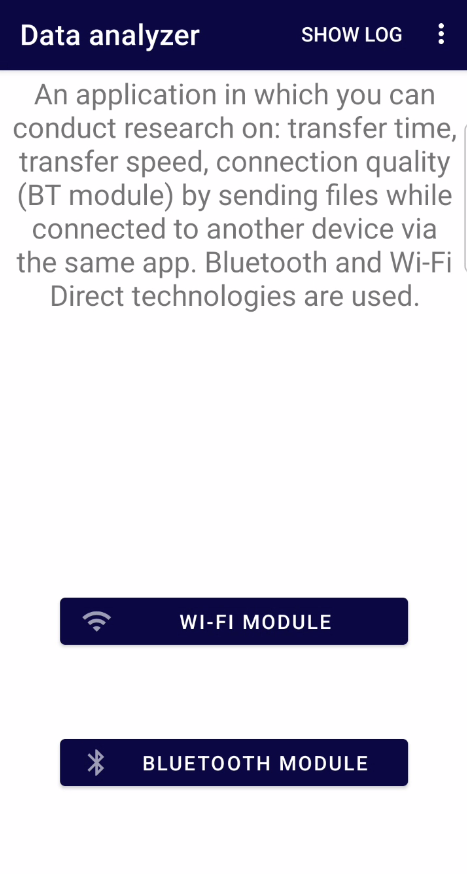 Data analyzer
SHOW LOG
An application in which you can
conduct research on: transfer time,
transfer speed, connection quality
(BT module) by sending files while
connected to another device via
the same app. Bluetooth and Wi-Fi
Direct technologies are used.
WI-FI MODULE
BLUETOOTH MODULE